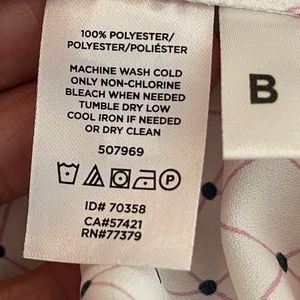 100% POLYESTER/
POLYESTER/POLIÉSTER
MACHINE WASH COLD
ONLY NON-CHLORINE
BLEACH WHEN NEEDED
TUMBLE DRY LOW
COOL IRON IF NEEDED
OR DRY CLEAN
507969
ID# 70358
CA#57421
RN#77379
B